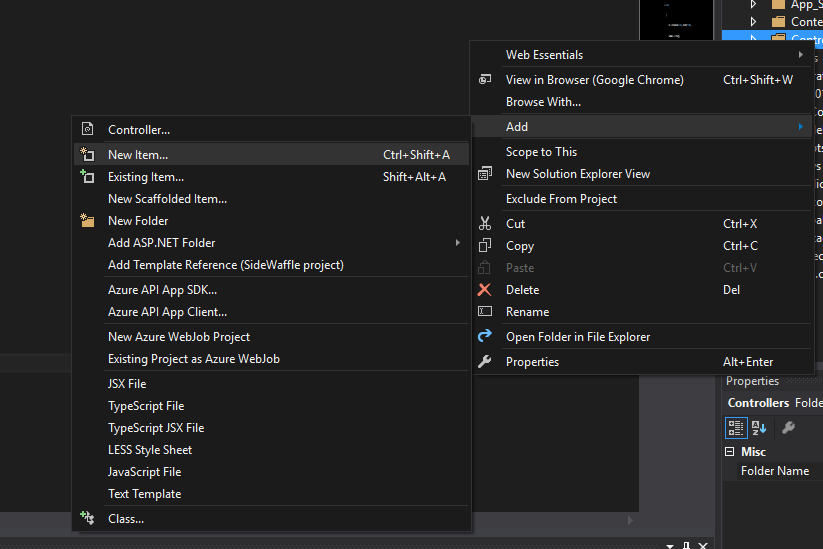 App_S
Conte
Contro
Web Essentials
View in Browser (Google Chrome) Ctrl+Shift+W
Browse With...
Add
Scope to This
New Solution Explorer View
Exclude From Project
Cut Ctrl+X
Copy Ctrl+C
Paste Ctrl+V
Delete Del
Rename
Open Folder in File Explorer
Properties Alt+Enter
Controller...
New Item... Ctrl+Shift+A
Existing Item... Shift+Alt+A
New Scaffolded Item...
New Folder
Add ASP.NET Folder
Add Template Reference (SideWaffle project)
Azure API App SDK...
Azure API App Client...
New Azure WebJob Project
Existing Project as Azure WebJob
JSX File
TypeScript File
TypeScript JSX File
LESS Style Sheet
JavaScript File
Text Template
Class...
Properties
Controllers Folde
Misc
Folder Name